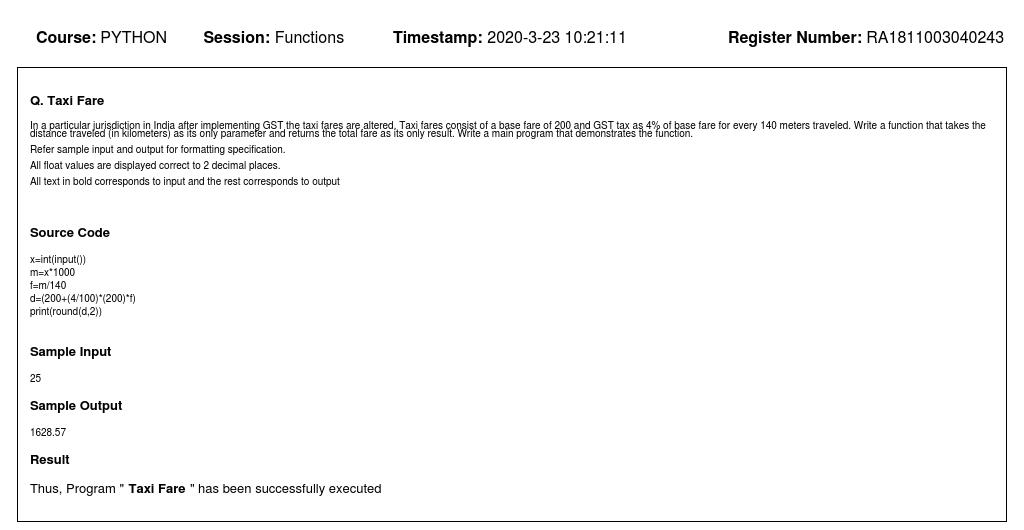 Course: PYTHON Session: Functions Timestamp: 2020-3-23 10:21:11 Register Number: RA1811003040243
Q. Taxi Fare
In a particular jurisdiction in India after implementing GST the taxi fares are altered, Taxi fares consist of a base fare of 200 and GST tax as 4% of base fare for every 140 meters traveled. Write a function that takes the
distance traveled (in kilometers) as its only parameter and returns the total fare as its only result. Write a main program that demonstrates the function.
Refer sample input and output for formatting specification.
All float values are displayed correct to 2 decimal places.
All text in bold corresponds to input and the rest corresponds to output
Source Code
x=int(input())
m=x*1000
f=m/140
d=(200+(4/100)*(200)*f)
print(round(d,2))
Sample Input
25
Sample Output
1628.57
Result
Thus, Program " Taxi Fare " has been successfully executed